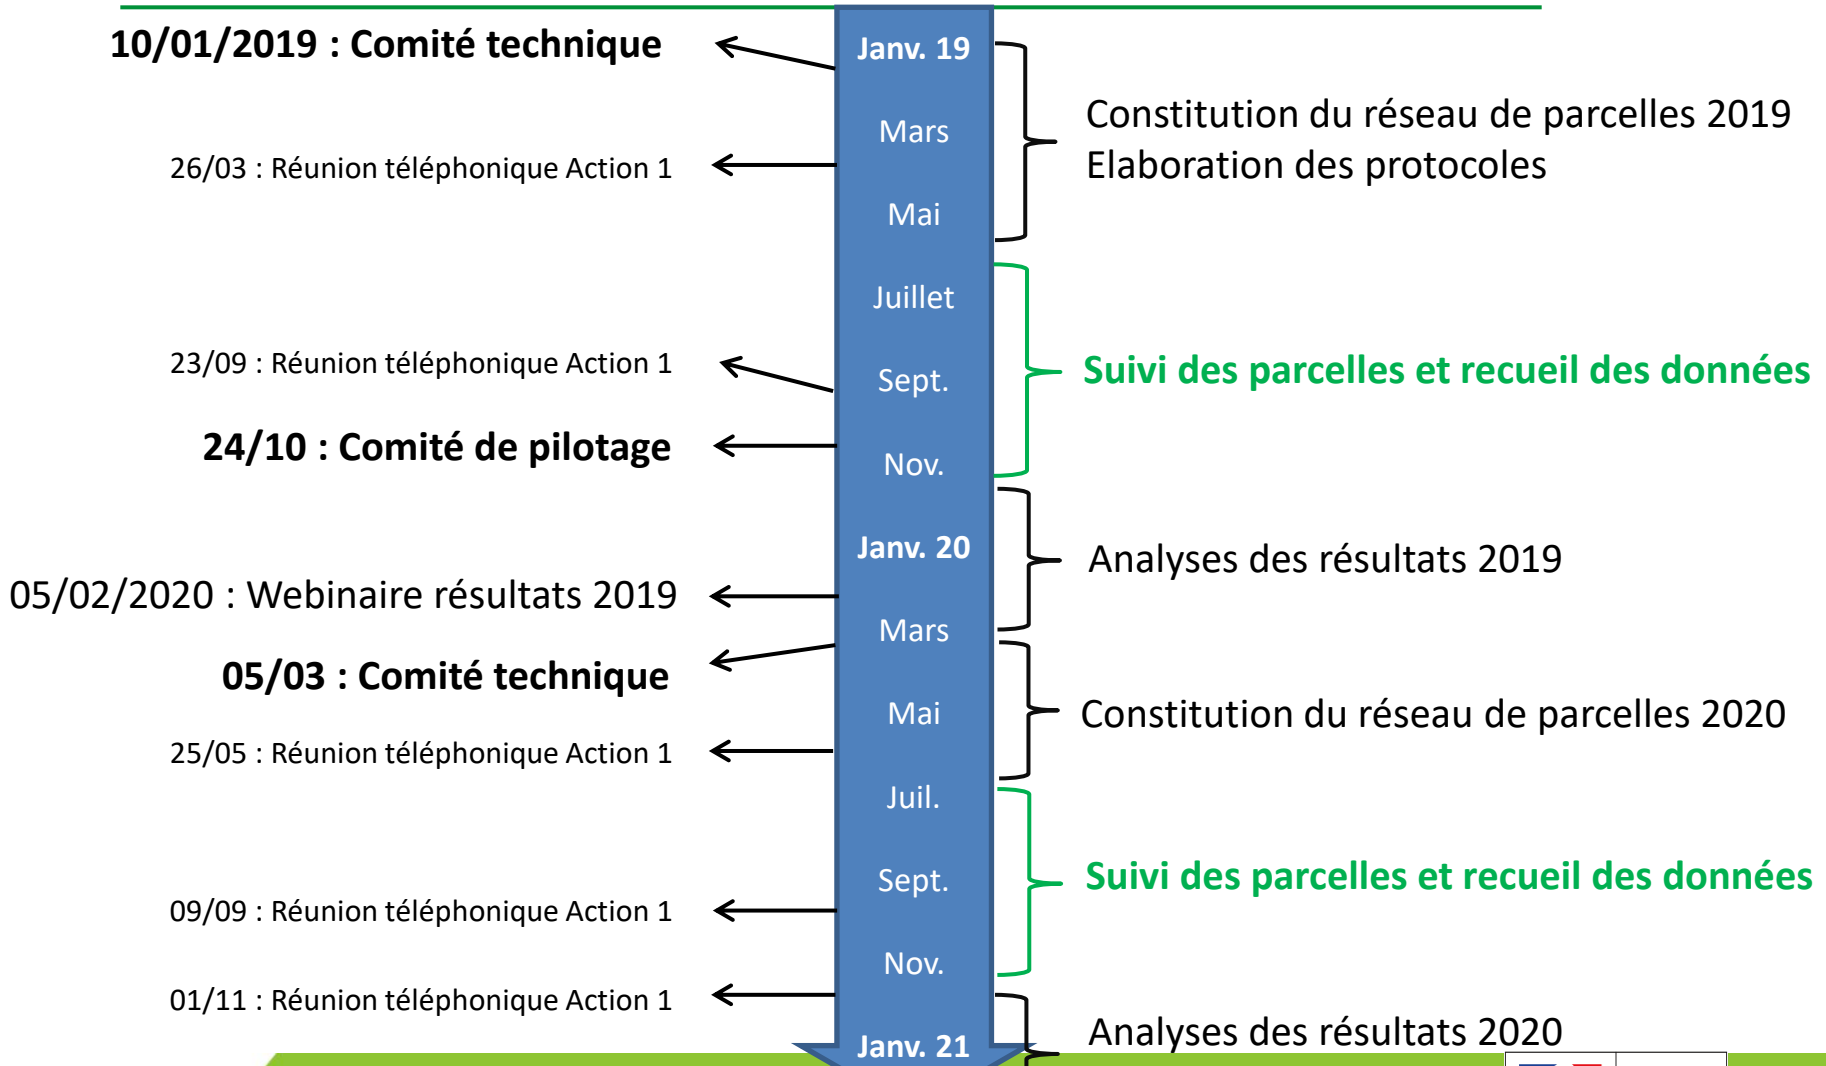 10/01/2019 : Comité technique
26/03 : Réunion téléphonique Action 1
23/09 : Réunion téléphonique Action 1
24/10 : Comité de pilotage
05/02/2020 : Webinaire résultats 2019
05/03 : Comité technique
25/05 : Réunion téléphonique Action 1
09/09 : Réunion téléphonique Action 1
01/11 : Réunion téléphonique Action 1
Janv. 19
Mars
Mai
Juillet
Sept.
Nov.
Janv. 20
Mars
Mai
Juil.
Sept.
Nov.
Janv. 21
Constitution du réseau de parcelles 2019
Elaboration des protocoles
Suivi des parcelles et recueil des données
Analyses des résultats 2019
Constitution du réseau de parcelles 2020
Suivi des parcelles et recueil des données
Analyses des résultats 2020